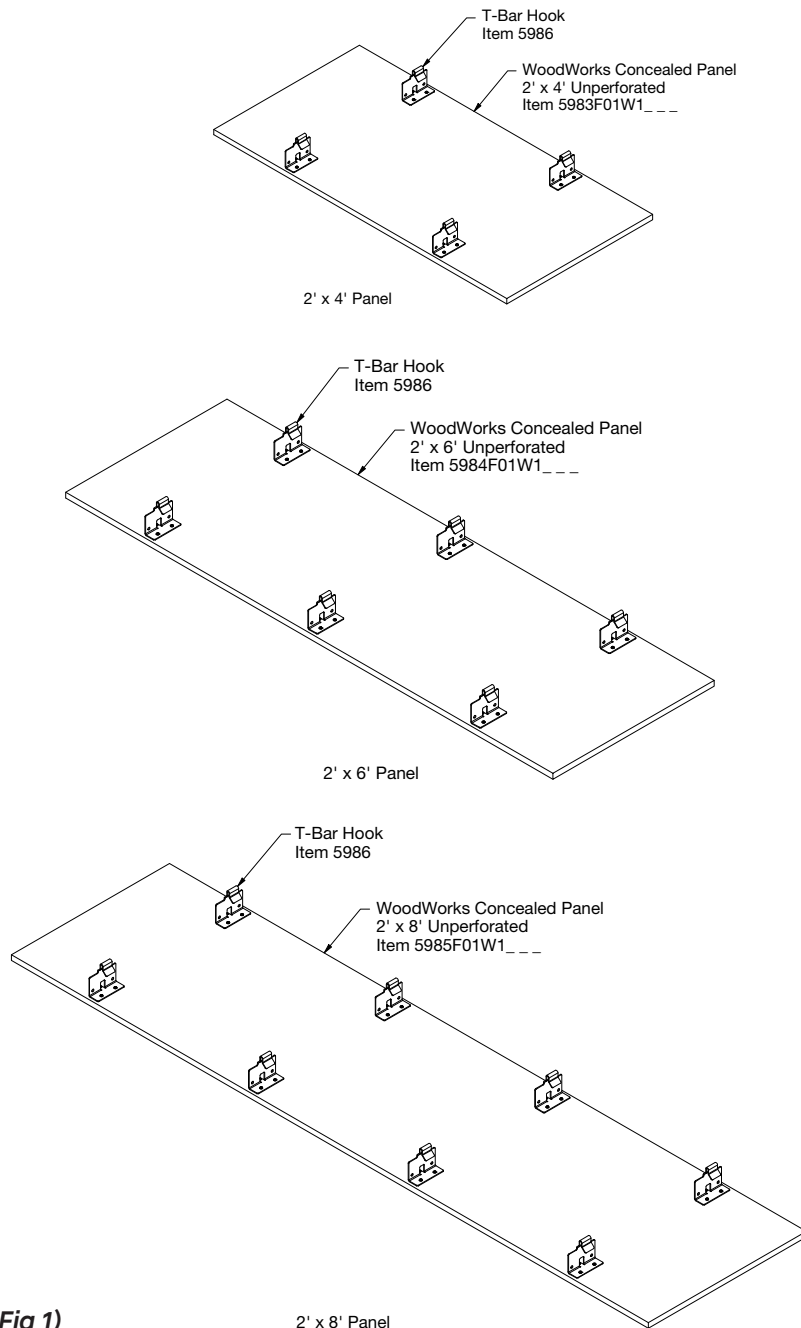 T-Bar Hook
Item 5986
WoodWorks Concealed Panel
2' x 4' Unperforated
Item 5983F01W1_ _ _
2' x 4' Panel
T-Bar Hook
Item 5986
WoodWorks Concealed Panel
2' x 6' Unperforated
Item 5984F01W1_ _ _
2' x 6' Panel
T-Bar Hook
Item 5986
WoodWorks Concealed Panel
2' x 8' Unperforated
Item 5985F01W1_ _ _
Fig 1)
2' x 8' Panel